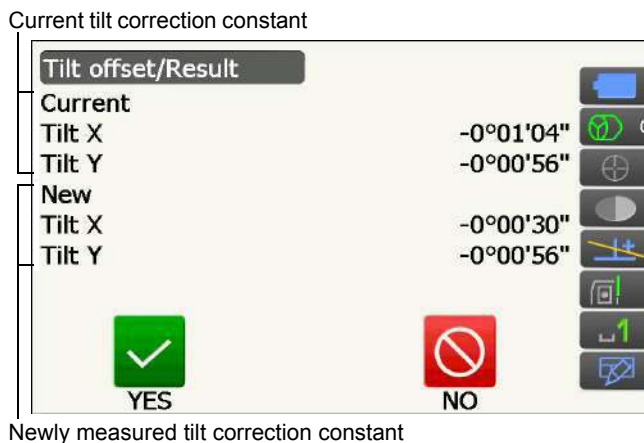 Current tilt correction constant
Tilt offset/Result
Current
Tilt X -0°01'04"
Tilt Y -0°00'56"
New
Tilt X -0°00'30"
Tilt Y -0°00'56"
1
YES NO
Newly measured tilt correction constant